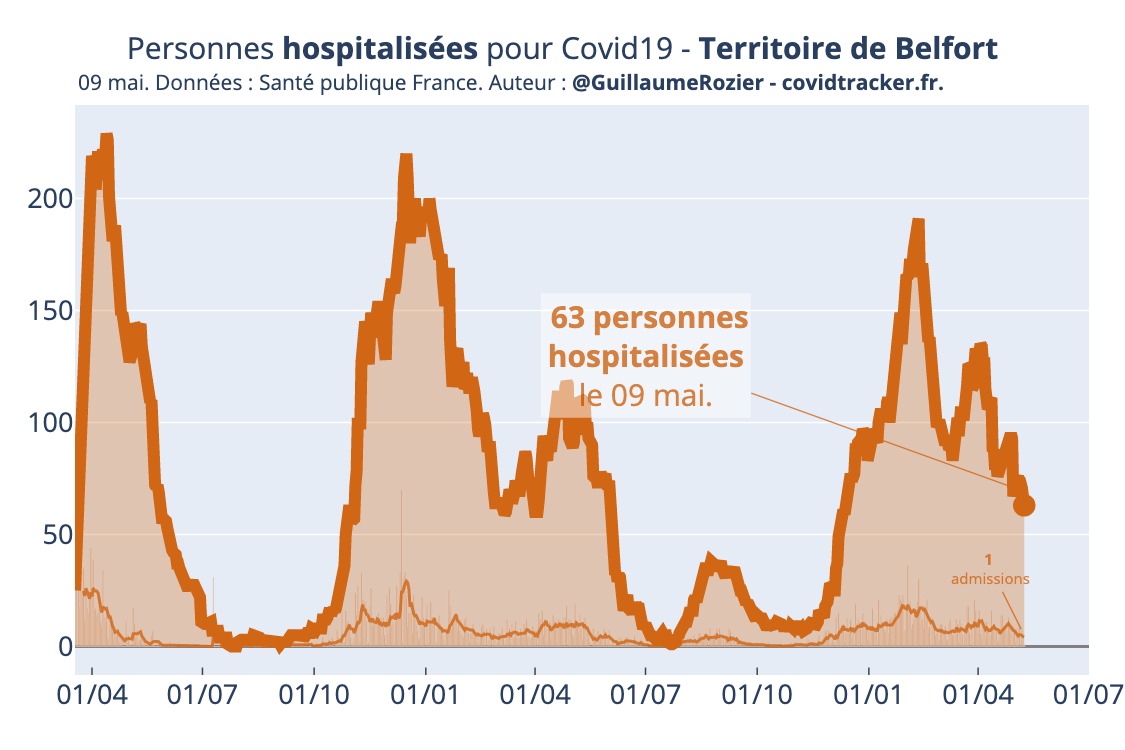 Personnes hospitalisées pour Covid19 - Territoire de Belfort
09 mai. Données : Santé publique France. Auteur : @GuillaumeRozier - covidtracker.fr.
200
150
100
50
0
63 personnes
hospitalisées
le 09 mai.
1
admissions
01/04 01/07 01/10 01/01 01/04 01/07 01/10 01/01 01/04 01/07